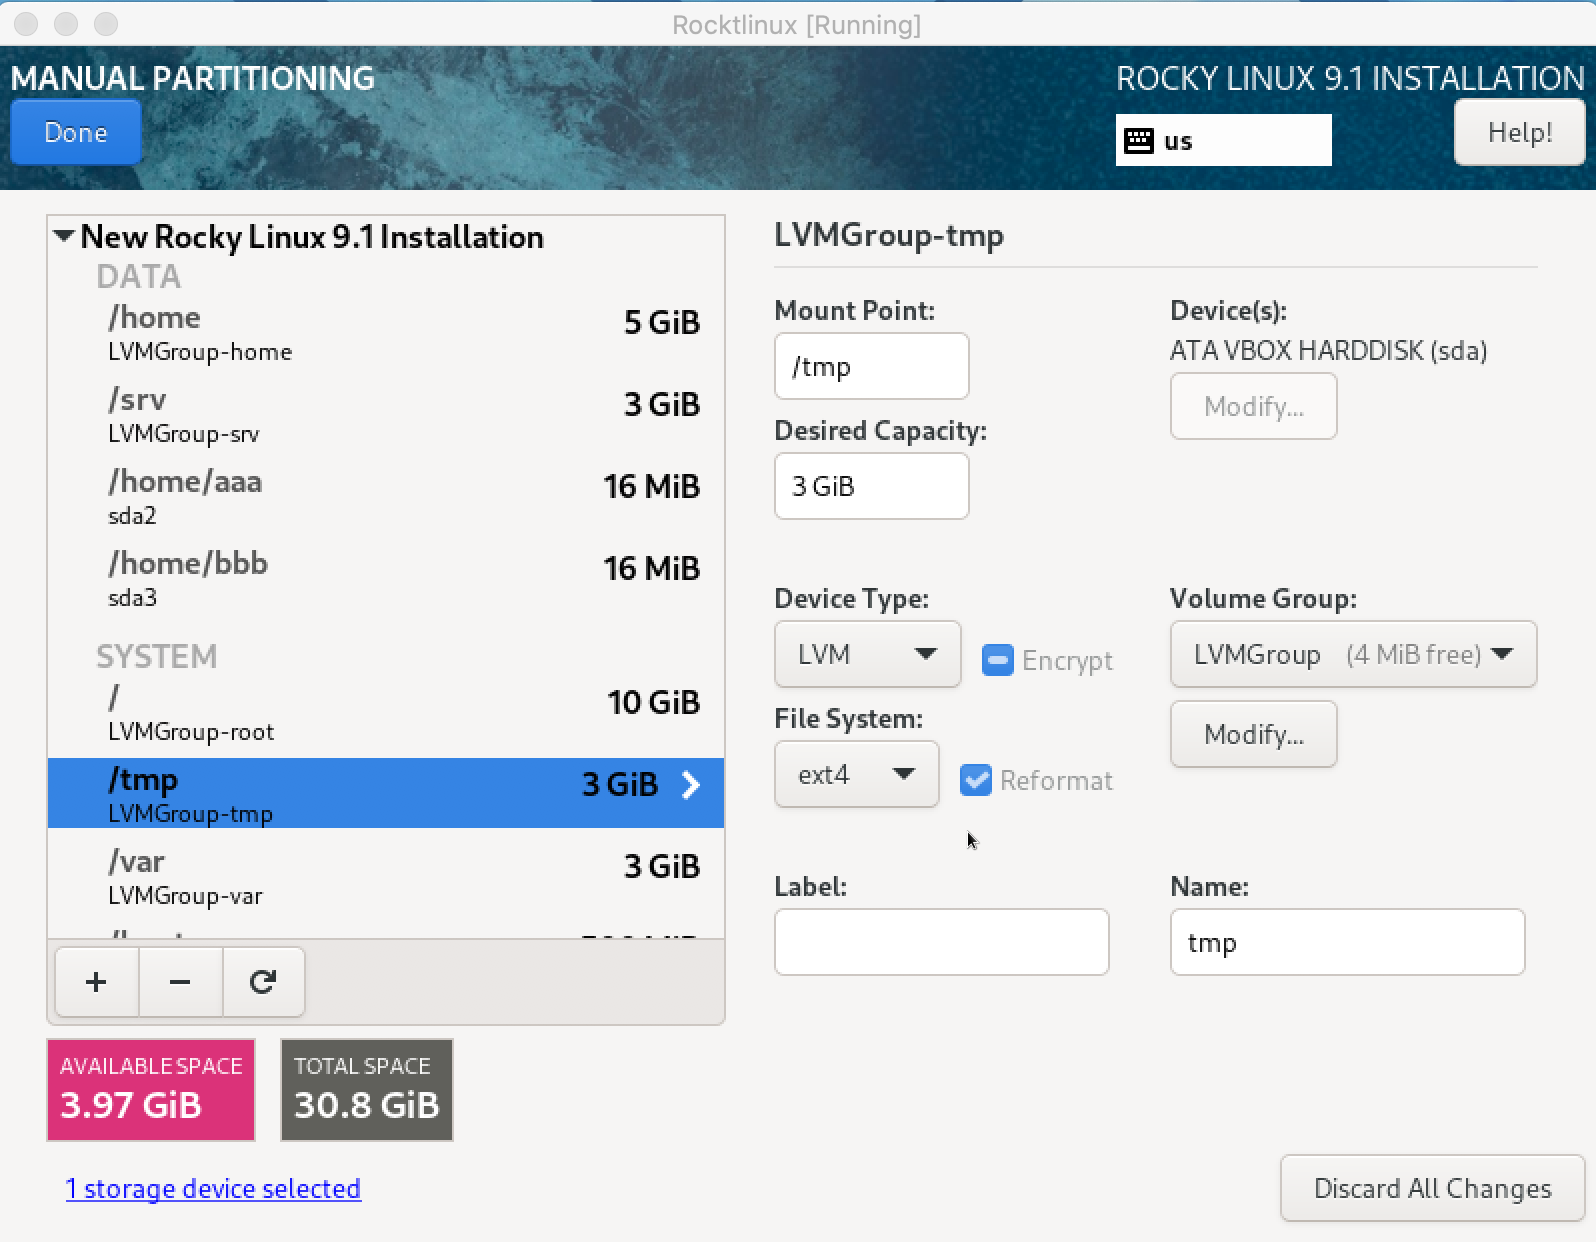 Rocktlinux [Running]
MANUAL PARTITIONING
ROCKY LINUX 9.1 INSTALLATION
Done
us
Help!
New Rocky Linux 9.1 Installation
DATA
/home
5 GiB
LVMGroup-home
/srv
3 GiB
LVMGroup-srv
/home/aaa
16 MiB
sda2
/home/bbb
16 MiB
sda3
SYSTEM
/
10 GiB
LVMGroup-root
/tmp
3 GiB
LVMGroup-tmp
/var
3 GiB
LVMGroup-var
+
−
AVAILABLE SPACE
3.97 GiB
TOTAL SPACE
30.8 GiB
1 storage device selected
LVMGroup-tmp
Mount Point:
/tmp
Device(s):
ATA VBOX HARDDISK (sda)
Modify...
Desired Capacity:
3 GiB
Device Type:
LVM
Encrypt
Volume Group:
LVMGroup (4 MiB free)
Modify...
File System:
ext4
Reformat
Label:
Name:
tmp
Discard All Changes